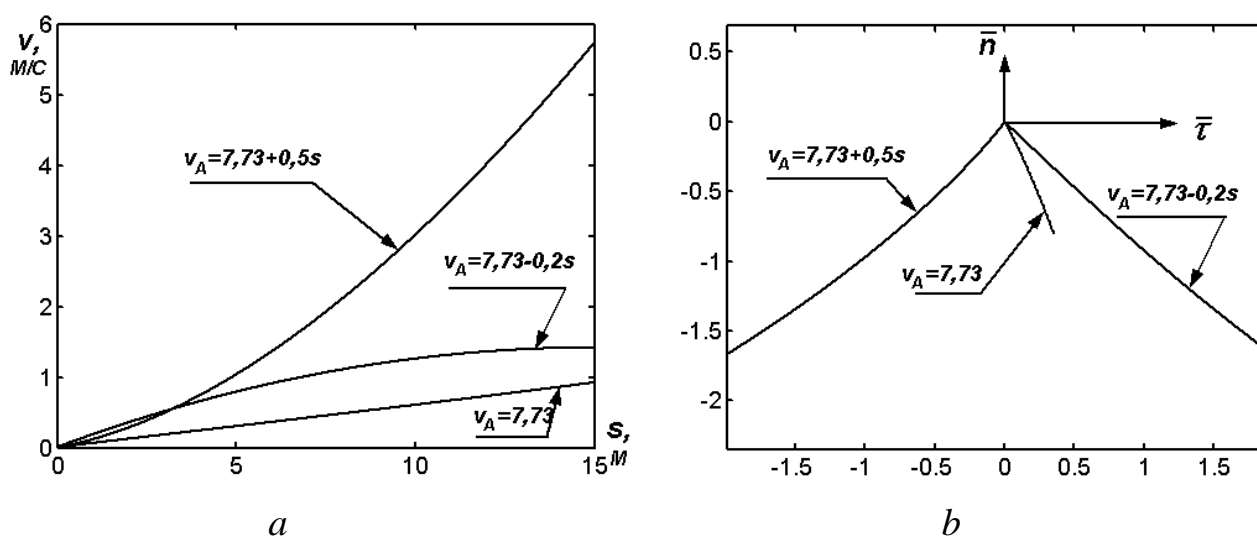 6
V,
М/С
5
4
3
2
1
0
v_A=7,73+0,5s
v_A=7,73-0,2s
v_A=7,73
0
5
10
15
S,
М
a
0.5
0
-0.5
-1
-1.5
-2
n̄
τ̄
v_A=7,73+0,5s
v_A=7,73-0,2s
v_A=7,73
-1.5
-1
-0.5
0
0.5
1
1.5
b